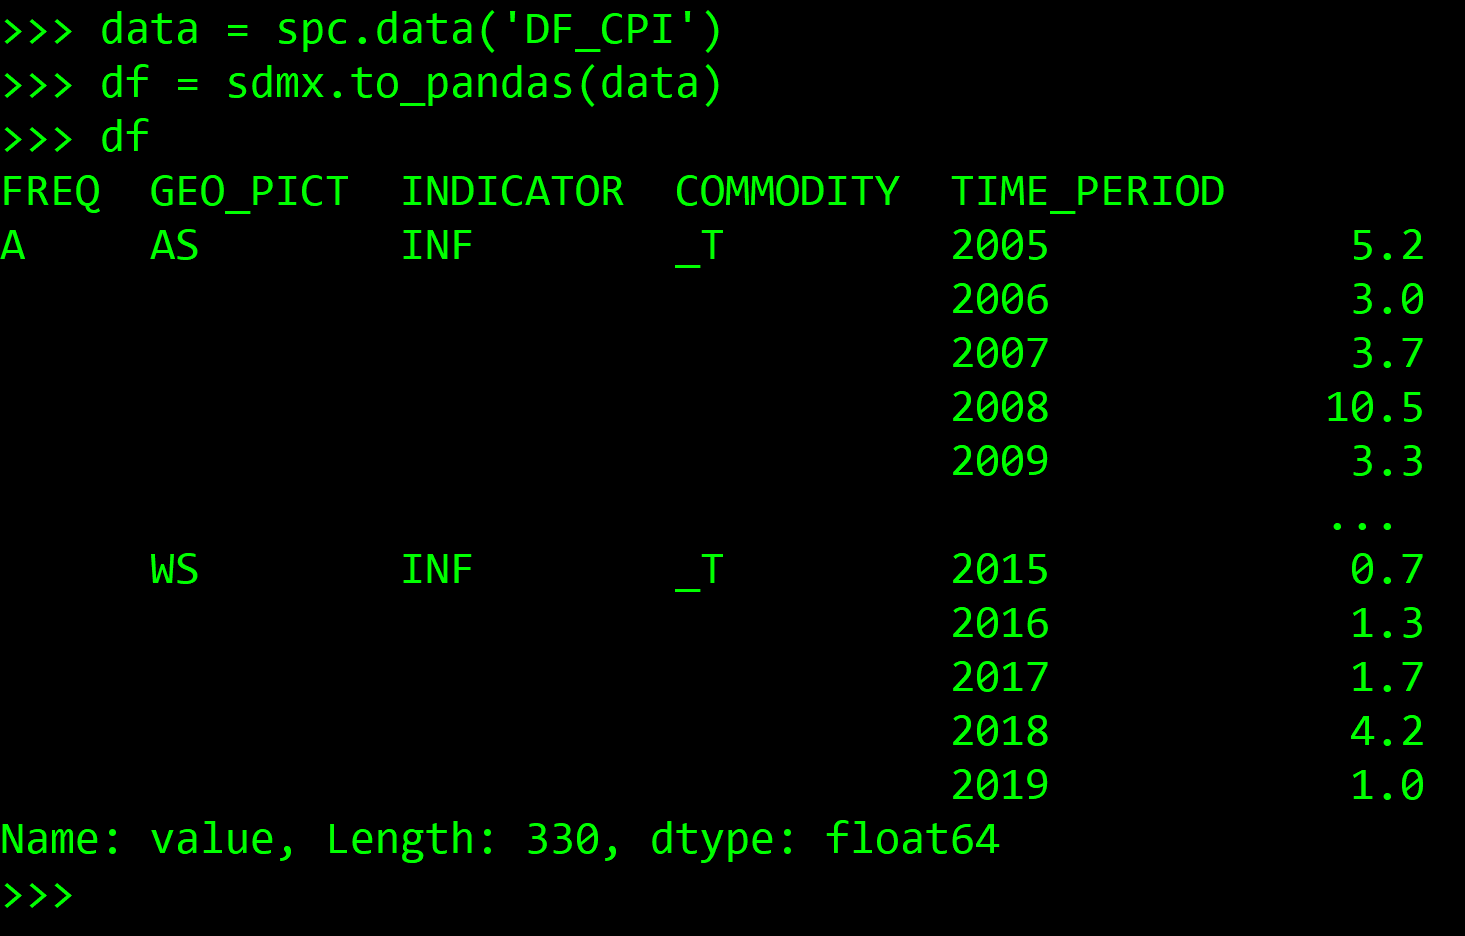 >>> data = spc.data('DF_CPI')
>>> df = sdmx.to_pandas(data)
>>> df
FREQ  GEO_PICT  INDICATOR  COMMODITY  TIME_PERIOD
A     AS        INF        _T         2005            5.2
                                      2006            3.0
                                      2007            3.7
                                      2008           10.5
                                      2009            3.3
                                                     ...
      WS        INF        _T         2015            0.7
                                      2016            1.3
                                      2017            1.7
                                      2018            4.2
                                      2019            1.0
Name: value, Length: 330, dtype: float64
>>>